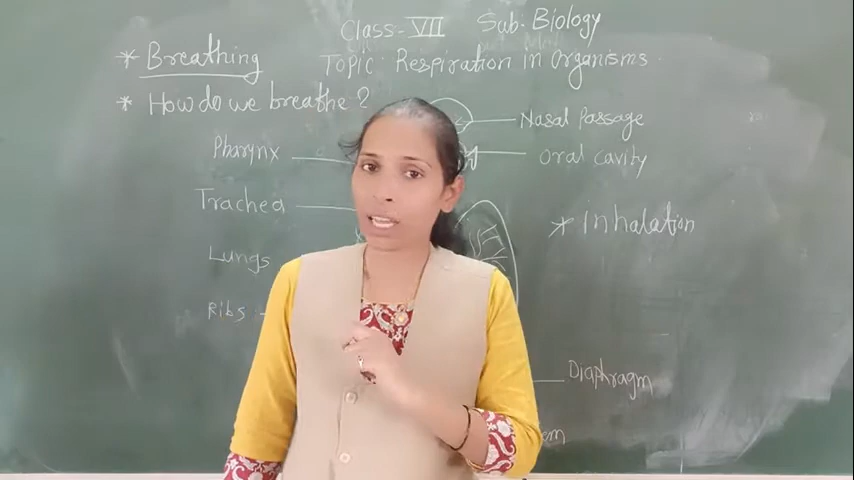 Class-VII Sub-Biology
* Breathing
Topic: Respiration in Organisms.
* How do we breathe?
Nasal Passage
Pharynx
Oral cavity
Trachea
* Inhalation
Lungs
Ribs
Diaphragm